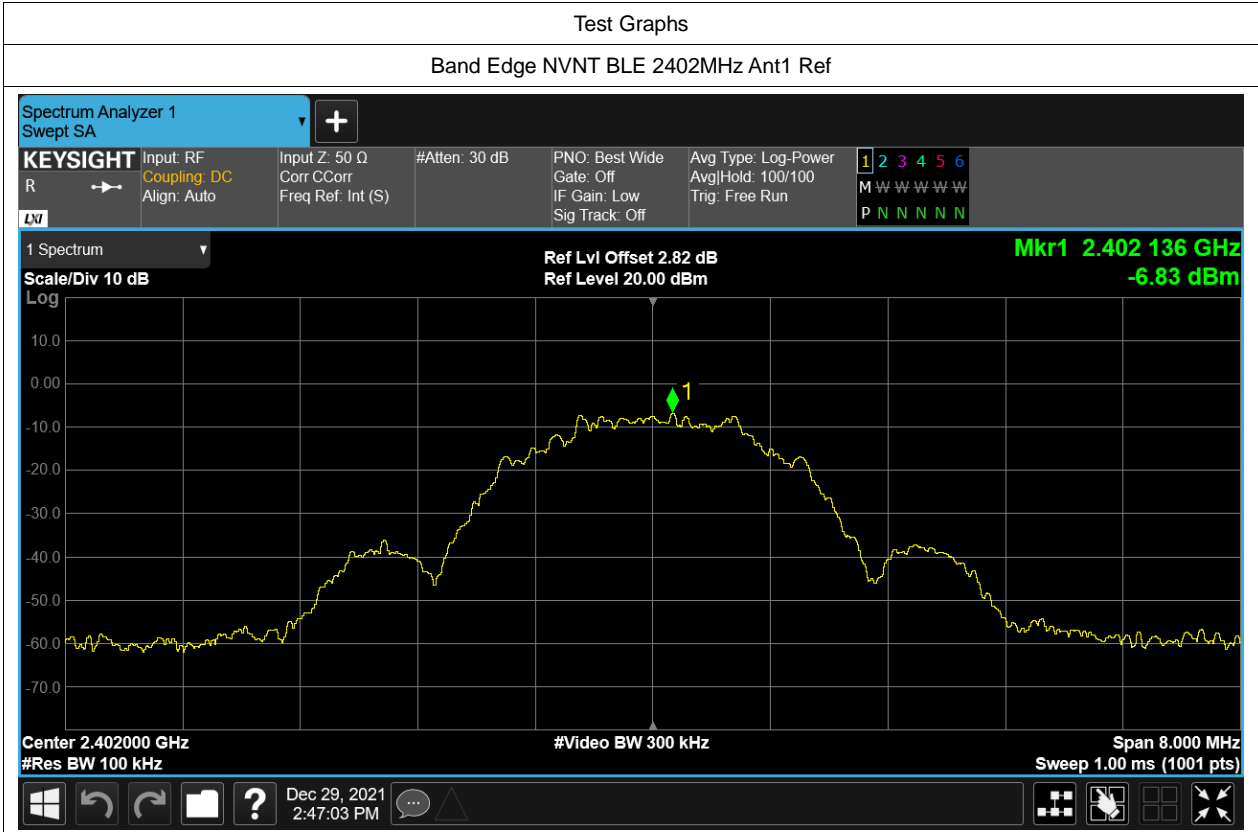 Test Graphs
Band Edge NVNT BLE 2402MHz Ant1 Ref
Spectrum Analyzer 1
Swept SA
KEYSIGHT
R
LXI
Input: RF
Coupling: DC
Align: Auto
Input Z: 50 Ω
Corr CCorr
Freq Ref: Int (S)
#Atten: 30 dB
PNO: Best Wide
Gate: Off
IF Gain: Low
Sig Track: Off
Avg Type: Log-Power
Avg|Hold: 100/100
Trig: Free Run
1 2 3 4 5 6
M W W W W W
P N N N N N
1 Spectrum
Scale/Div 10 dB
Ref Lvl Offset 2.82 dB
Ref Level 20.00 dBm
Mkr1 2.402 136 GHz
-6.83 dBm
Log
10.0
0.00
-10.0
-20.0
-30.0
-40.0
-50.0
-60.0
-70.0
1
Center 2.402000 GHz
#Res BW 100 kHz
#Video BW 300 kHz
Span 8.000 MHz
Sweep 1.00 ms (1001 pts)
?
Dec 29, 2021
2:47:03 PM